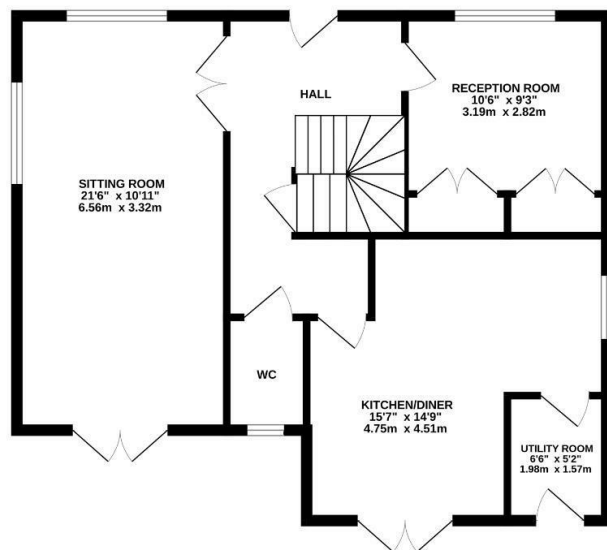 HALL
RECEPTION ROOM
10'6" x 9'3"
3.19m x 2.82m
SITTING ROOM
21'6" x 10'11"
6.56m x 3.32m
WC
KITCHEN/DINER
15'7" x 14'9"
4.75m x 4.51m
UTILITY ROOM
6'6" x 5'2"
1.98m x 1.57m